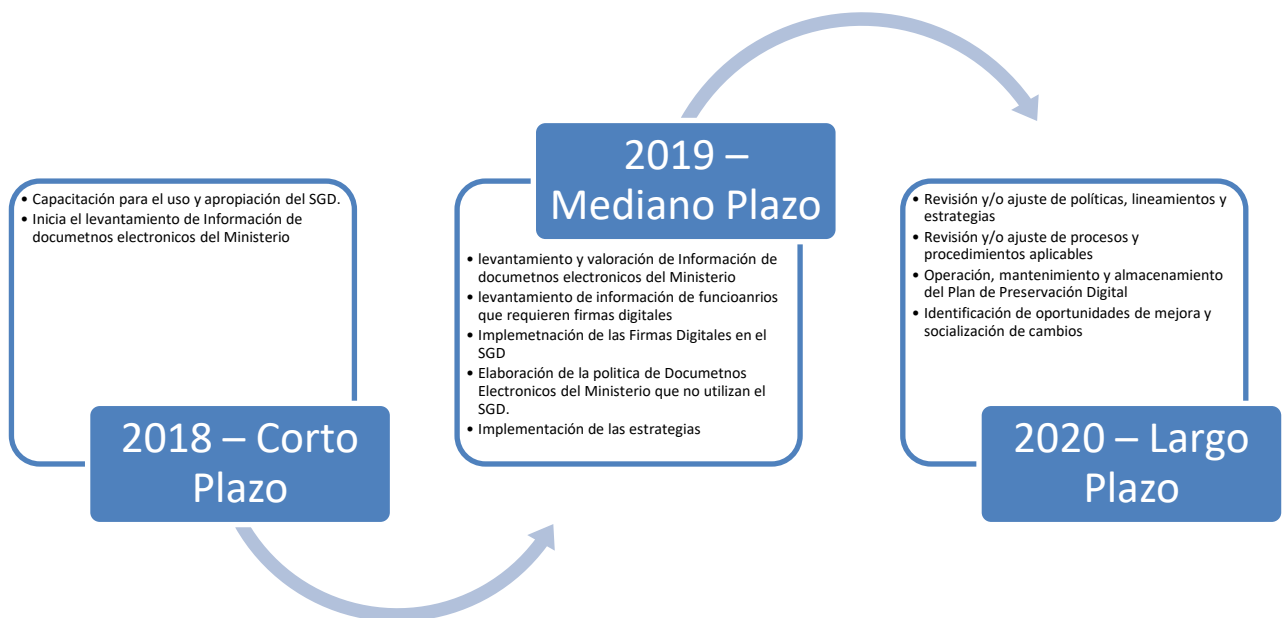 • Capacitación para el uso y apropiación del SGD.
• Inicia el levantamiento de Información de
documetnos electronicos del Ministerio
2018 – Corto
Plazo
2019 –
Mediano Plazo
• levantamiento y valoración de Información de
documetnos electronicos del Ministerio
• levantamiento de información de funcioanrios
que requieren firmas digitales
• Implemetnación de las Firmas Digitales en el
SGD
• Elaboración de la politica de Documetnos
Electronicos del Ministerio que no utilizan el
SGD.
• Implementación de las estrategias
• Revisión y/o ajuste de políticas, lineamientos y
estrategias
• Revisión y/o ajuste de procesos y
procedimientos aplicables
• Operación, mantenimiento y almacenamiento
del Plan de Preservación Digital
• Identificación de oportunidades de mejora y
socialización de cambios
2020 – Largo
Plazo